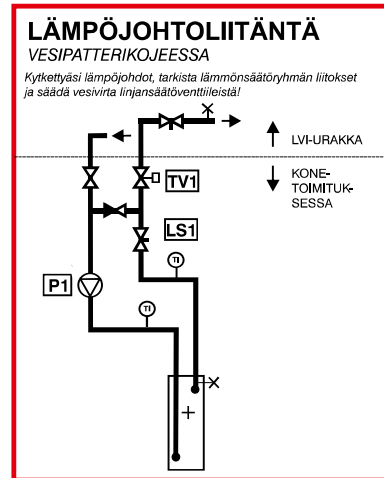 LÄMPÖJOHTOLIITÄNTÄ
VESIPATTERIKOJEESSA
Kytkettyäsi lämpöjohdot, tarkista lämmönsäätöryhmän liitokset
ja säädä vesivirta linjansäätöventtiileistä!
LVI-URAKKA
KONE-
TOIMITUK-
SESSA
TV1
LS1
TI
P1
TI